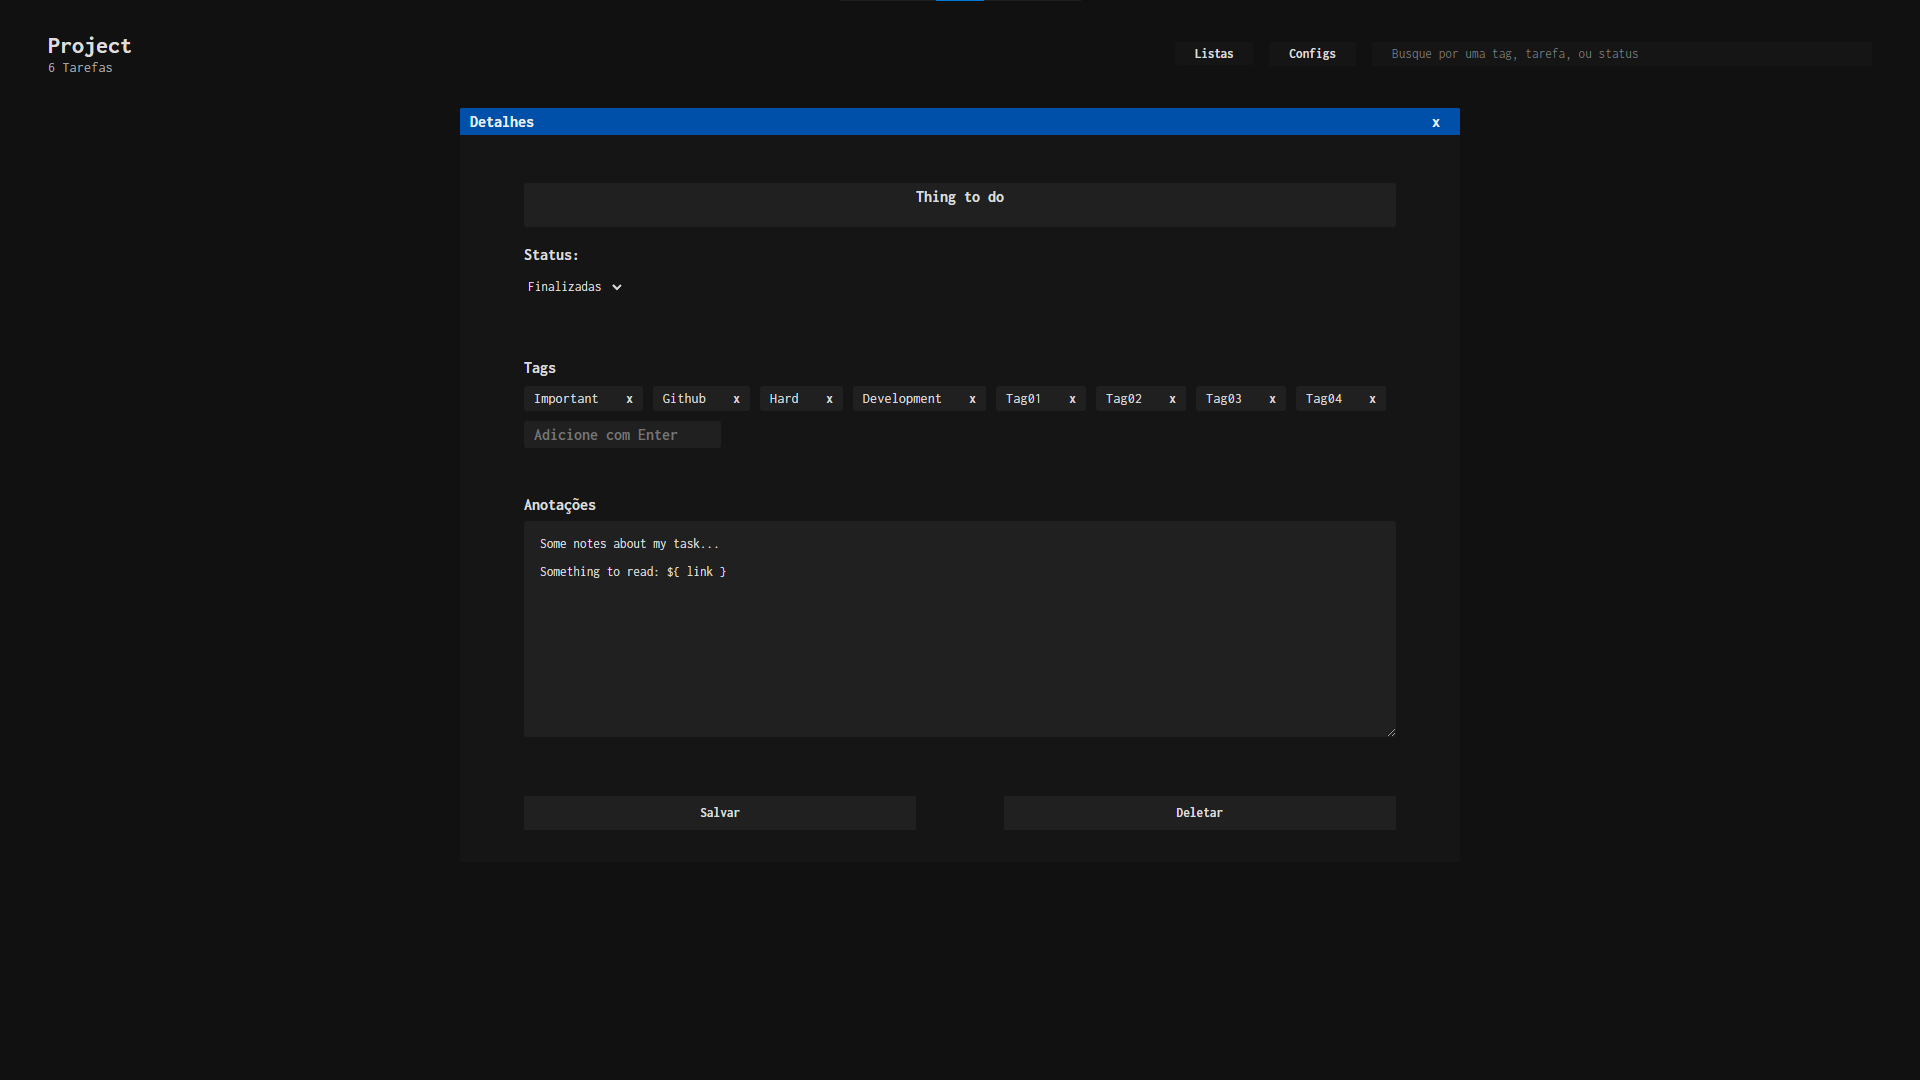 Project
6 Tarefas
Listas Configs Busque por uma tag, tarefa, ou status
Detalhes x
Thing to do
Status:
Finalizadas
Tags
Important x Github x Hard x Development x Tag01 x Tag02 x Tag03 x Tag04 x
Adicione com Enter
Anotações
Some notes about my task...
Something to read: ${ link }
Salvar Deletar